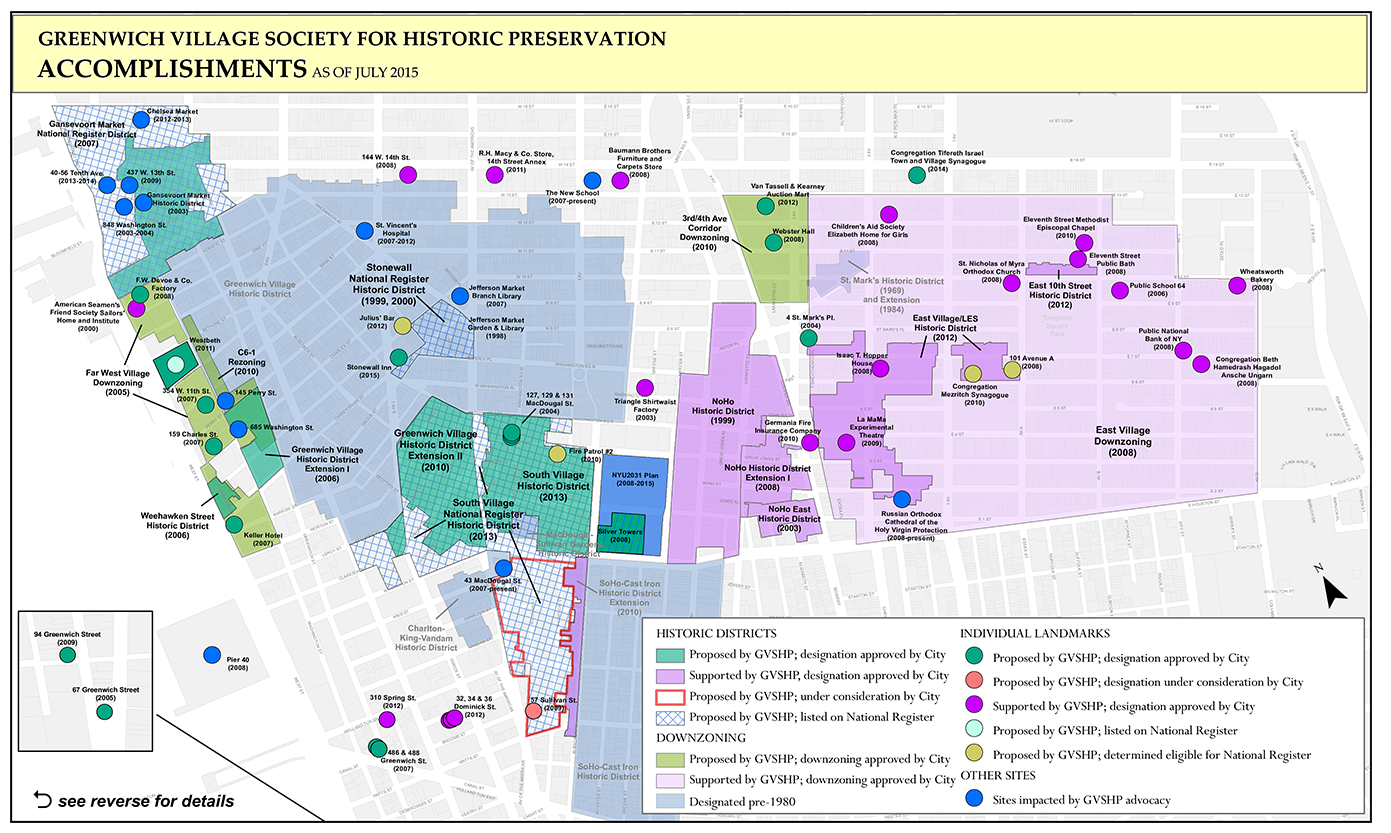 GREENWICH VILLAGE SOCIETY FOR HISTORIC PRESERVATION
ACCOMPLISHMENTS AS OF JULY 2015
Chelsea Market
(2012-2013)
Gansevoort Market
National Register District
(2007)
40-56 Tenth Ave.
(2013-2014)
437 W. 13th St.
(2009)
Gansevoort Market
Historic District
(2003)
848 Washington St.
(2003-2004)
144 W. 14th St.
(2008)
R.H. Macy & Co. Store,
14th Street Annex
(2011)
Baumann Brothers
Furniture and
Carpets Store
(2008)
The New School
(2007-present)
St. Vincent's
Hospital
(2007-2012)
Congregation Tifereth Israel
Town and Village Synagogue
(2014)
Van Tassell & Kearney
Auction Mart
(2012)
Webster Hall
(2008)
3rd/4th Ave
Corridor
Downzoning
(2010)
Children's Aid Society
Elizabeth Home for Girls
(2008)
Eleventh Street Methodist
Episcopal Chapel
(2010)
Eleventh Street
Public Bath
(2008)
St. Nicholas of Myra
Orthodox Church
(2008)
East 10th Street
Historic District
(2012)
Public School 64
(2006)
Wheatsworth
Bakery
(2008)
St. Mark's Historic District
(1969)
and Extension
(1984)
F.W. Devoe & Co.
Factory
(2008)
American Seamen's
Friend Society Sailors'
Home and Institute
(2000)
Greenwich Village
Historic District
Stonewall
National Register
Historic District
(1999, 2000)
Jefferson Market
Branch Library
(2007)
Jefferson Market
Garden & Library
(1998)
Julius' Bar
(2012)
Stonewall Inn
(2015)
4 St. Mark's Pl.
(2004)
East Village/LES
Historic District
(2012)
Isaac T. Hopper
House
(2008)
Congregation
Mezritch Synagogue
(2010)
101 Avenue A
(2008)
Public National
Bank of NY
(2008)
Congregation Beth
Hamedrash Hagadol
Ansche Ungarn
(2008)
Westbeth
(2011)
C6-1
Rezoning
(2010)
Far West Village
Downzoning
(2005)
354 W. 11th St.
(2007)
145 Perry St.
685 Washington St.
159 Charles St.
(2007)
Greenwich Village
Historic District
Extension I
(2006)
Weehawken Street
Historic District
(2006)
Keller Hotel
(2007)
Greenwich Village
Historic District
Extension II
(2010)
127, 129 & 131
MacDougal St.
(2004)
Fire Patrol #2
(2010)
South Village
Historic District
(2013)
South Village
National Register
Historic District
(2013)
Triangle Shirtwaist
Factory
(2003)
NYU2031 Plan
(2008-2015)
Silver Towers
(2008)
NoHo
Historic District
(1999)
Germania Fire
Insurance Company
(2010)
NoHo Historic District
Extension I
(2008)
NoHo East
Historic District
(2003)
La MaMa
Experimental
Theatre
(2009)
East Village
Downzoning
(2008)
Russian Orthodox
Cathedral of the
Holy Virgin Protection
(2008-present)
43 MacDougal St.
(2007-present)
Charlton-
King-Vandam
Historic District
SoHo-Cast Iron
Historic District
Extension
(2010)
SoHo-Cast Iron
Historic District
57 Sullivan St.
Pier 40
(2008)
310 Spring St.
(2012)
32, 34 & 36
Dominick St.
(2012)
486 & 488
Greenwich St.
(2007)
94 Greenwich Street
(2009)
67 Greenwich Street
(2005)
see reverse for details
N
HISTORIC DISTRICTS
Proposed by GVSHP; designation approved by City
Supported by GVSHP, designation approved by City
Proposed by GVSHP; under consideration by City
Proposed by GVSHP; listed on National Register
DOWNZONING
Proposed by GVSHP; downzoning approved by City
Supported by GVSHP; downzoning approved by City
Designated pre-1980
INDIVIDUAL LANDMARKS
Proposed by GVSHP; designation approved by City
Proposed by GVSHP; designation under consideration by City
Supported by GVSHP; designation approved by City
Proposed by GVSHP; listed on National Register
Proposed by GVSHP; determined eligible for National Register
OTHER SITES
Sites impacted by GVSHP advocacy